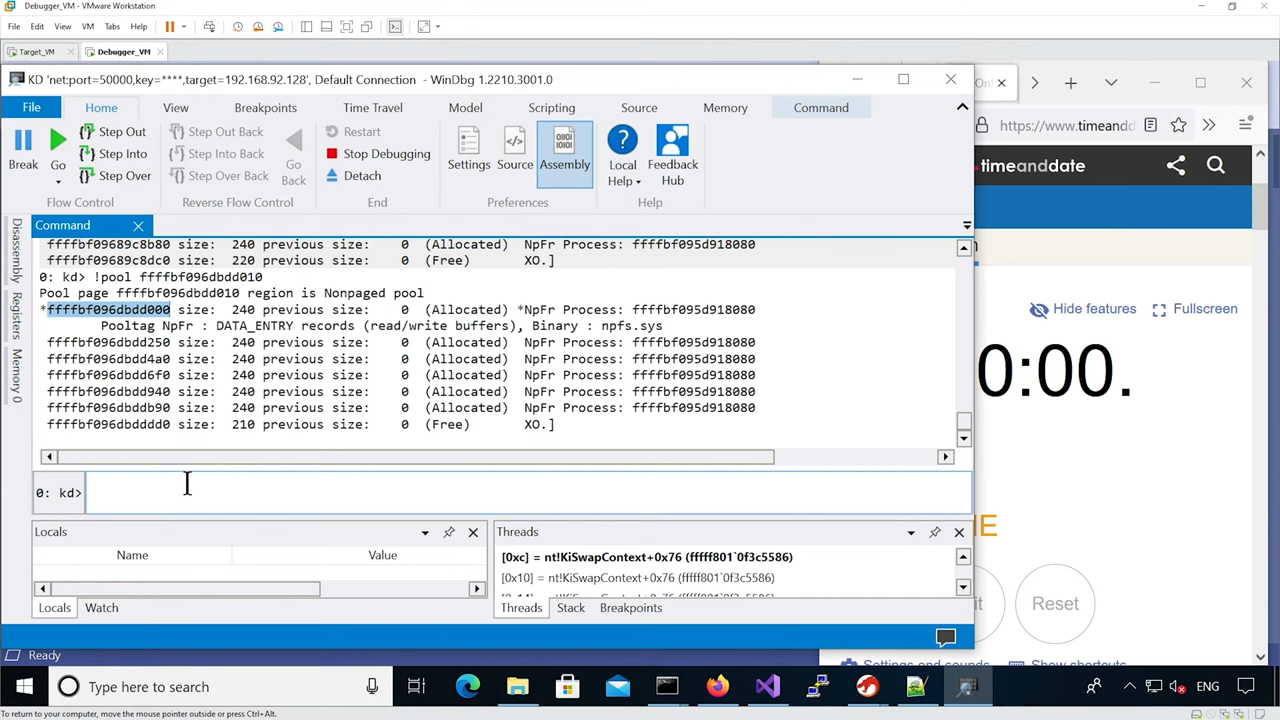 Debugger_VM - VMware Workstation
File Edit View VM Tabs Help
Target_VM Debugger_VM
KD 'net:port=50000,key=****,target=192.168.92.128', Default Connection - WinDbg 1.2210.3001.0
File Home View Breakpoints Time Travel Model Scripting Source Memory Command
https://www.timeandd
timeanddate
Break
Go
Step Out
Step Into
Step Over
Flow Control
Step Out Back
Step Into Back
Step Over Back
Go Back
Reverse Flow Control
Restart
Stop Debugging
Detach
End
Settings Source Assembly
Preferences
Local Help
Feedback Hub
Help
Command
Disassembly
Registers
Memory 0
ffffbf09689c8b80 size: 240 previous size: 0 (Allocated) NpFr Process: ffffbf095d918080
ffffbf09689c8dc0 size: 220 previous size: 0 (Free) XO.]
0: kd> !pool ffffbf096dbdd010
Pool page ffffbf096dbdd010 region is Nonpaged pool
*ffffbf096dbdd000 size: 240 previous size: 0 (Allocated) *NpFr Process: ffffbf095d918080
Pooltag NpFr : DATA_ENTRY records (read/write buffers), Binary : npfs.sys
ffffbf096dbdd250 size: 240 previous size: 0 (Allocated) NpFr Process: ffffbf095d918080
ffffbf096dbdd4a0 size: 240 previous size: 0 (Allocated) NpFr Process: ffffbf095d918080
ffffbf096dbdd6f0 size: 240 previous size: 0 (Allocated) NpFr Process: ffffbf095d918080
ffffbf096dbdd940 size: 240 previous size: 0 (Allocated) NpFr Process: ffffbf095d918080
ffffbf096dbddb90 size: 240 previous size: 0 (Allocated) NpFr Process: ffffbf095d918080
ffffbf096dbdddd0 size: 210 previous size: 0 (Free) XO.]
0: kd>
Hide features Fullscreen
0:00.
Reset
Settings and sounds Show shortcuts
Locals
Name Value
Locals Watch
Threads
[0xc] = nt!KiSwapContext+0x76 (fffff801`0f3c5586)
[0x10] = nt!KiSwapContext+0x76 (fffff801`0f3c5586)
Threads Stack Breakpoints
Ready
Type here to search
ENG
To return to your computer, move the mouse pointer outside or press Ctrl+Alt.